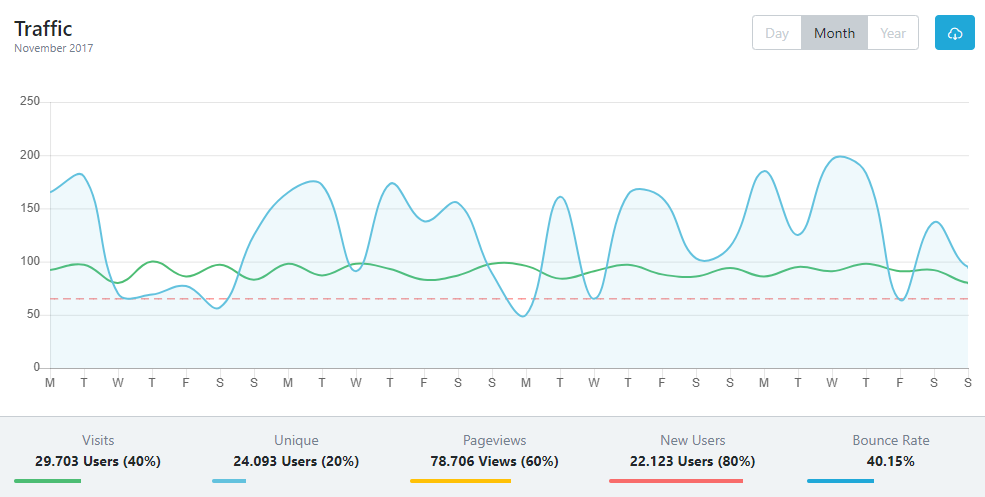 Traffic
November 2017
Day Month Year
250
200
150
100
50
0
M T W T F S S M T W T F S S M T W T F S S M T W T F S S
Visits Unique Pageviews New Users Bounce Rate
29.703 Users (40%) 24.093 Users (20%) 78.706 Views (60%) 22.123 Users (80%) 40.15%